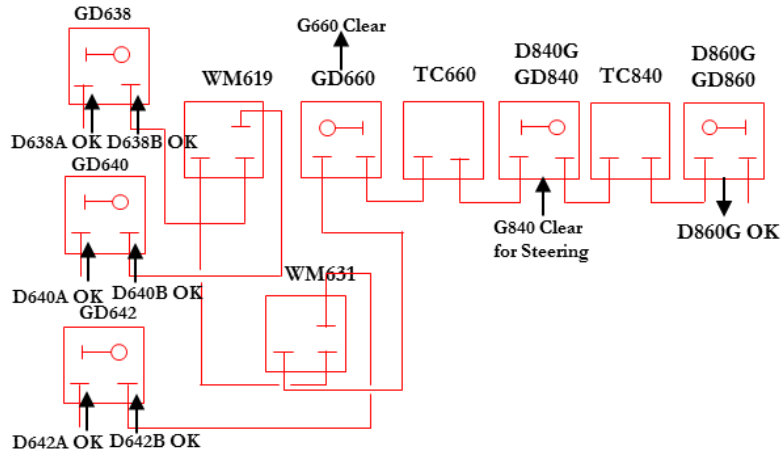 GD638
G660 Clear
WM619
GD660
TC660
D840G
GD840
TC840
D860G
GD860
D638A OK
D638B OK
GD640
G840 Clear
for Steering
D860G OK
D640A OK
D640B OK
WM631
GD642
D642A OK
D642B OK